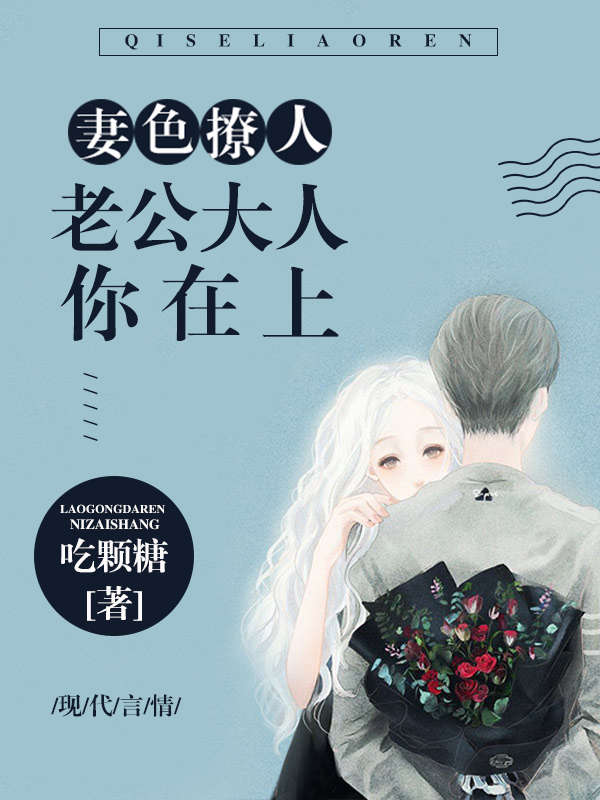 QISELIAOREN
妻色撩人
老公大人
你在上
LAOGONGDAREN
NIZAISHANG
吃颗糖
[著]
/现/代/言/情/